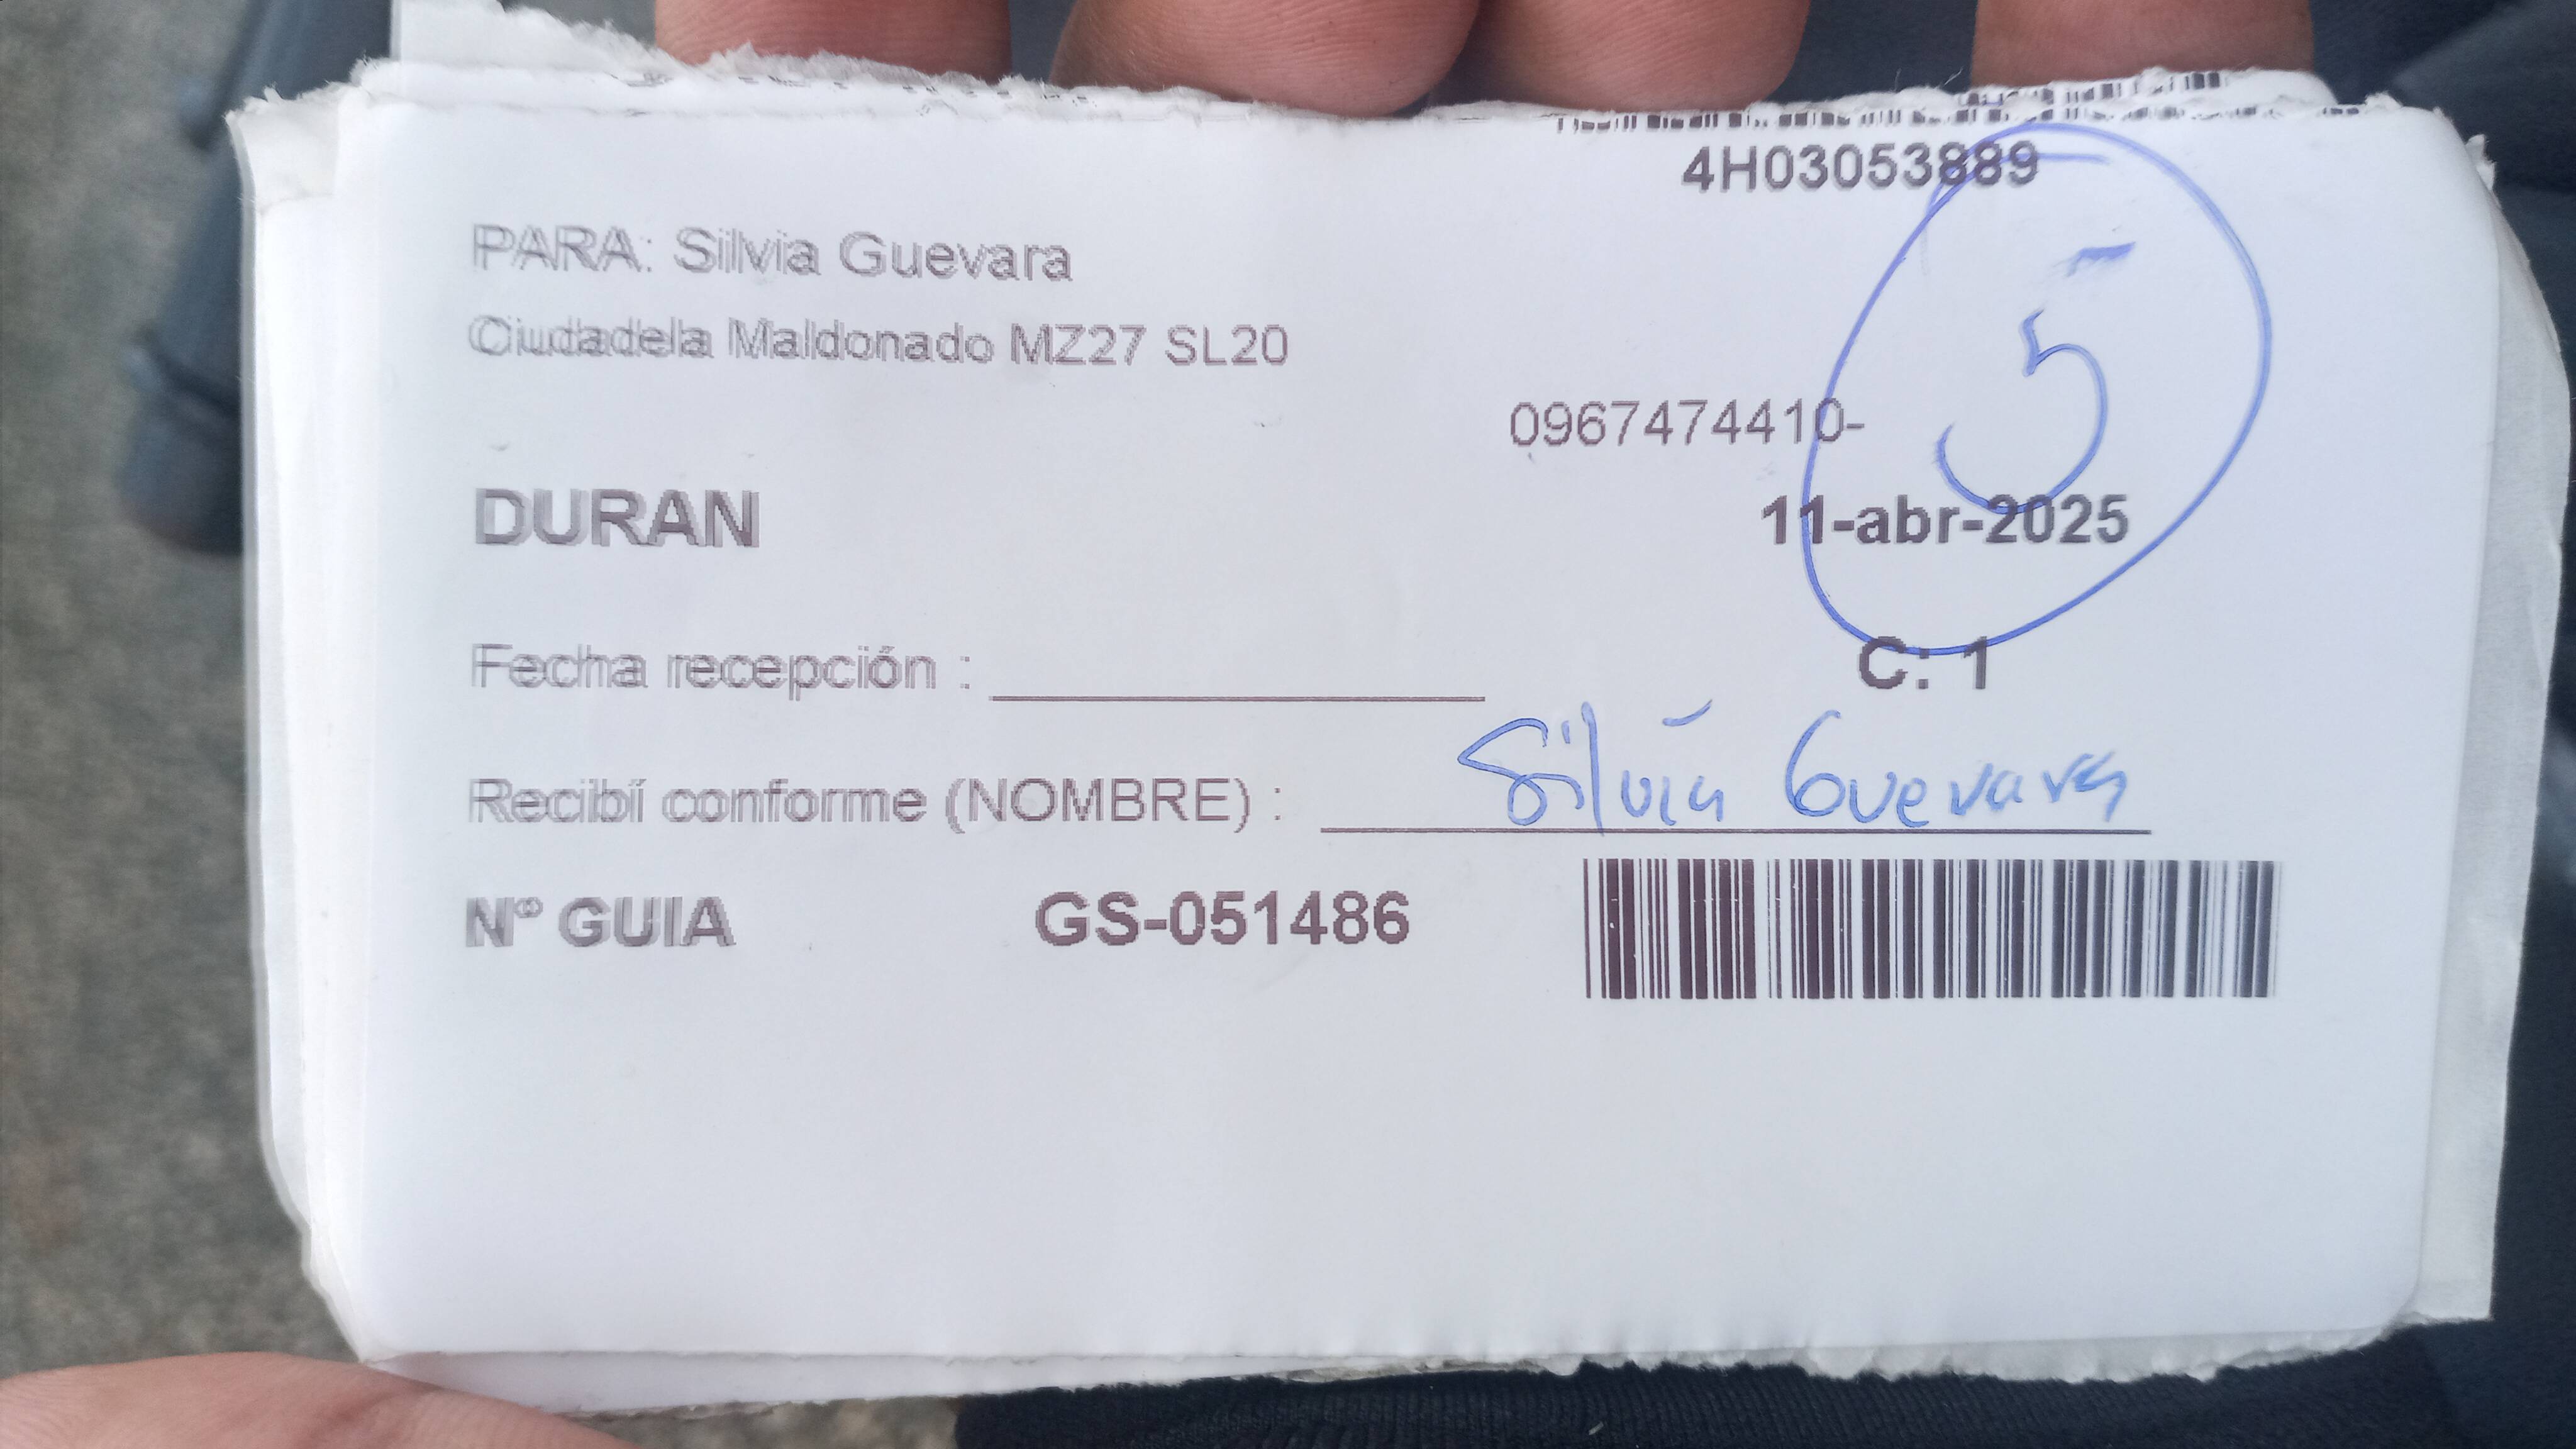 4H03053889
PARA: Silvia Guevara
Ciudadela Maldonado MZ27 SL20
0967474410-
5
DURAN
11-abr-2025
Fecha recepción :
C: 1
Recibí conforme (NOMBRE) : Silvia Guevara
Nº GUIA GS-051486